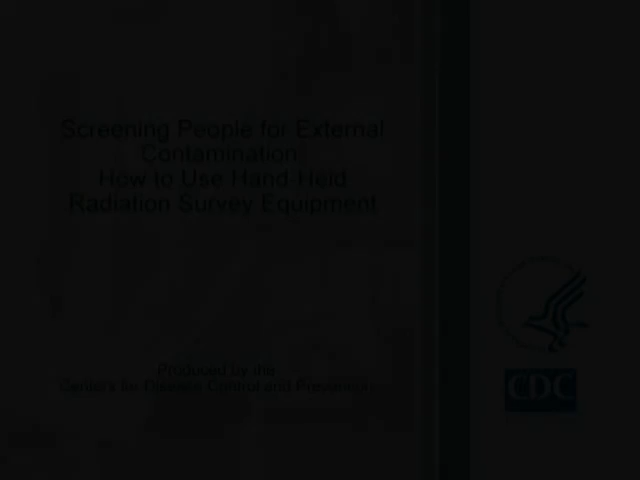 Screening People for External
Contamination:
How to Use Hand-Held
Radiation Survey Equipment
Produced by the
Centers for Disease Control and Prevention
CDC